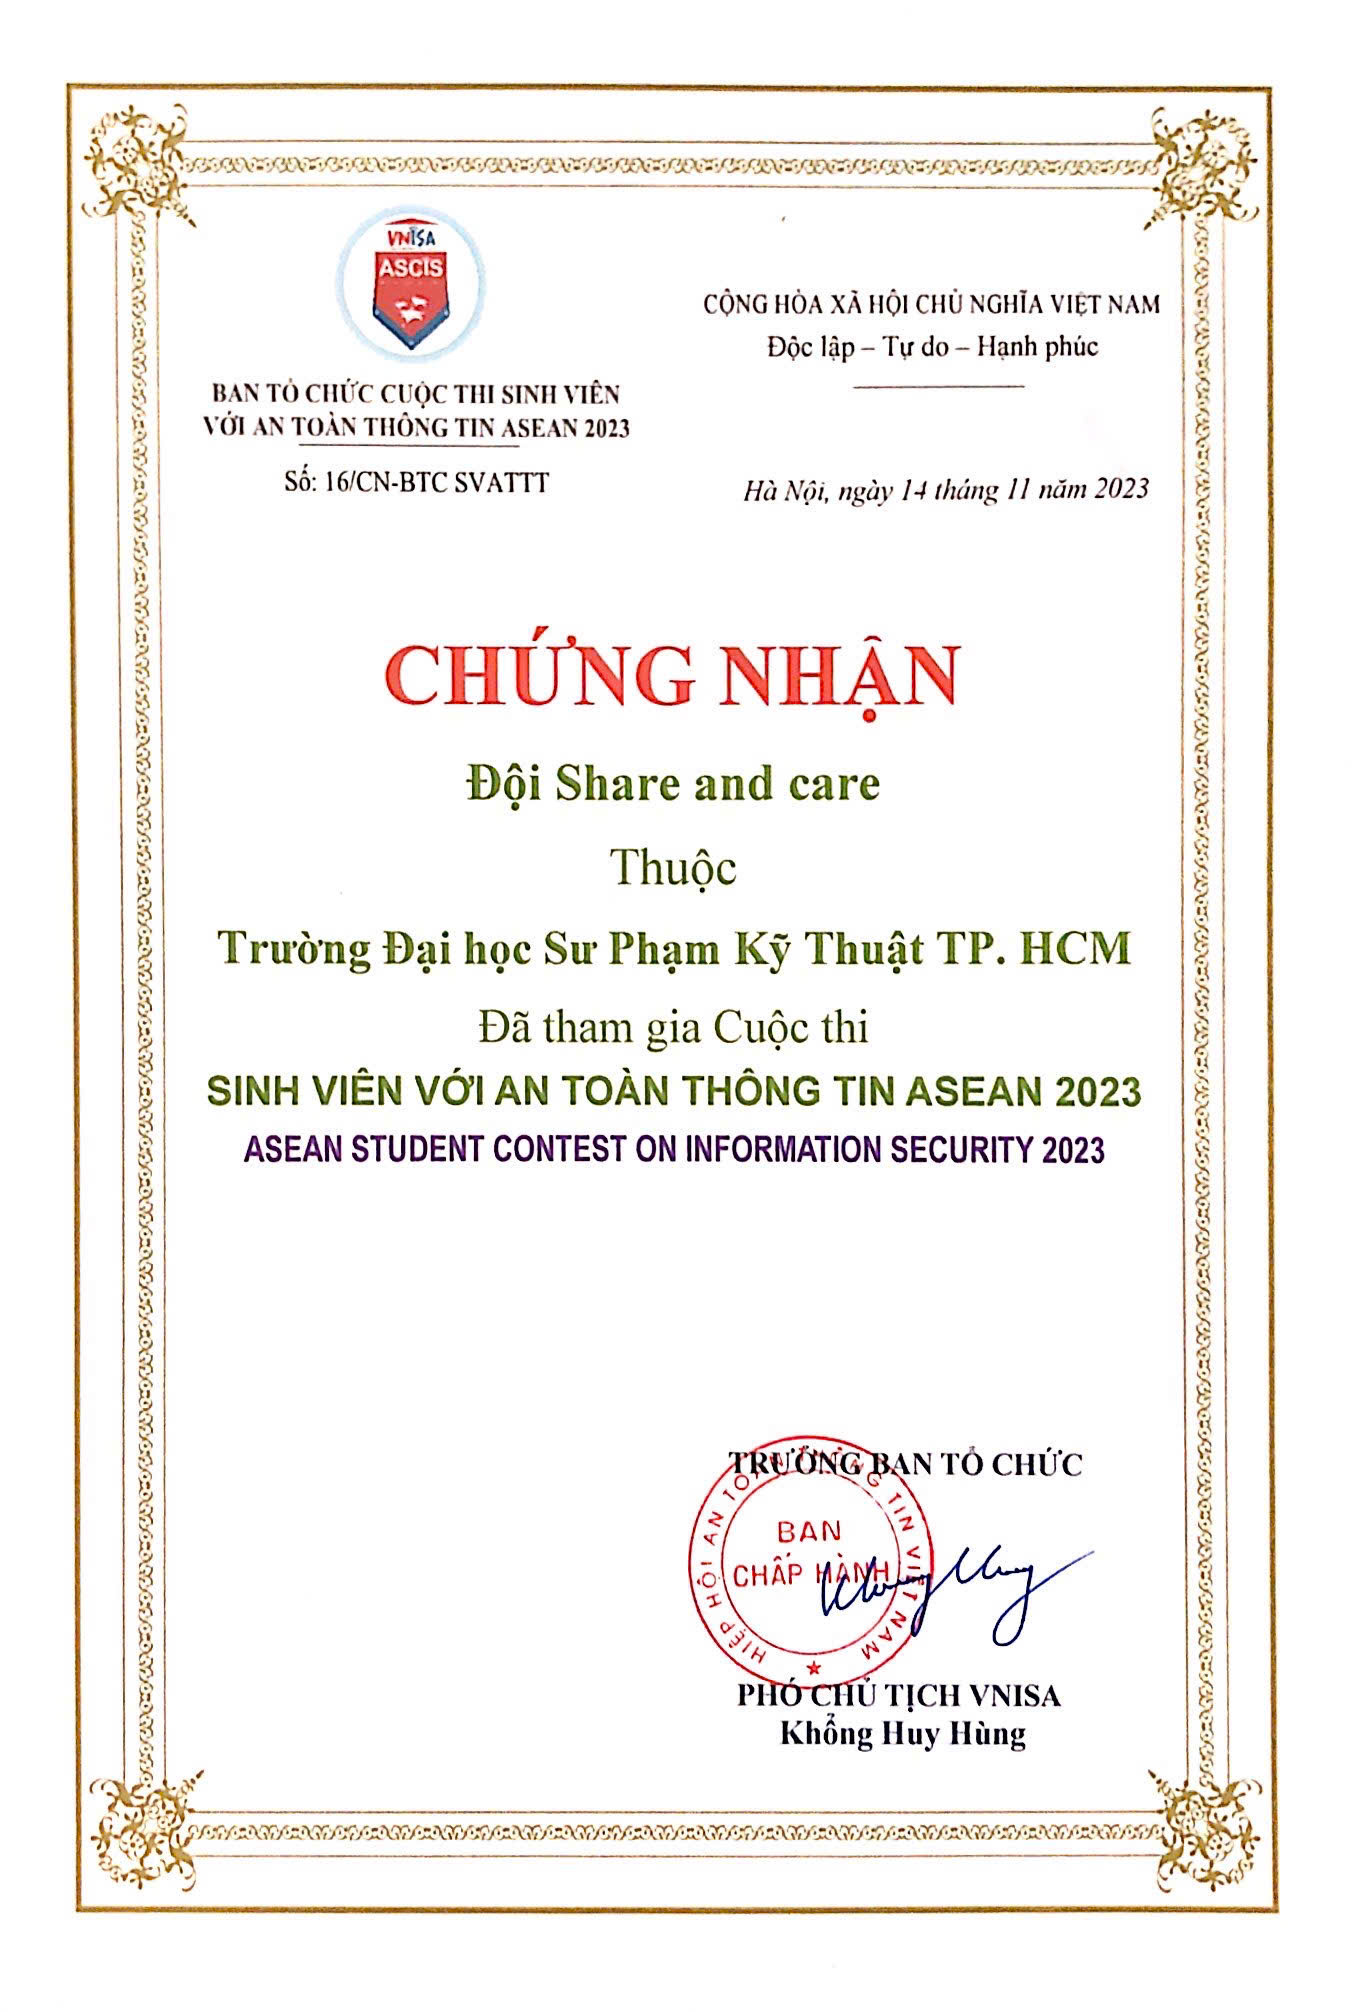 VNISA
ASCIS
BAN TỔ CHỨC CUỘC THI SINH VIÊN
VỚI AN TOÀN THÔNG TIN ASEAN 2023
Số: 16/CN-BTC SVATTT
CỘNG HÒA XÃ HỘI CHỦ NGHĨA VIỆT NAM
Độc lập – Tự do – Hạnh phúc
Hà Nội, ngày 14 tháng 11 năm 2023
CHỨNG NHẬN
Đội Share and care
Thuộc
Trường Đại học Sư Phạm Kỹ Thuật TP. HCM
Đã tham gia Cuộc thi
SINH VIÊN VỚI AN TOÀN THÔNG TIN ASEAN 2023
ASEAN STUDENT CONTEST ON INFORMATION SECURITY 2023
TRƯỞNG BAN TỔ CHỨC
HIỆP HỘI AN TOÀN THÔNG TIN VIỆT NAM
BAN
CHẤP HÀNH
PHÓ CHỦ TỊCH VNISA
Khổng Huy Hùng